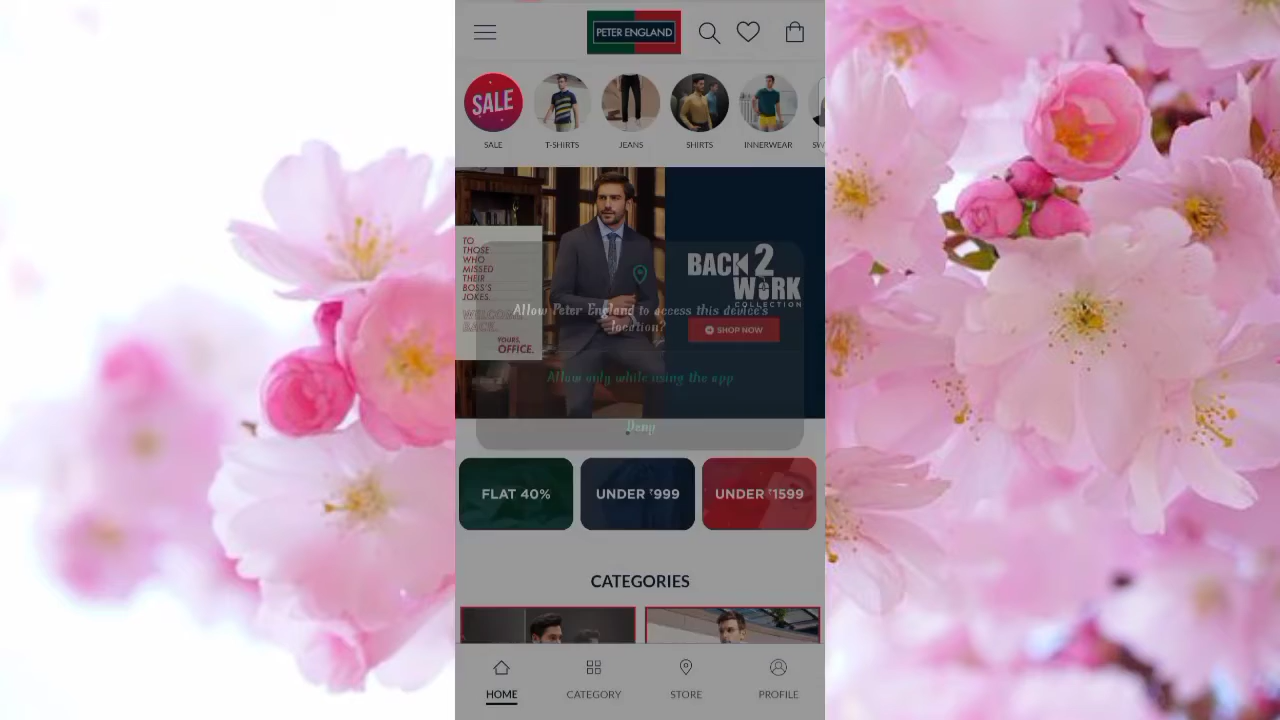 PETER ENGLAND
SALE
SALE
T-SHIRTS
JEANS
SHIRTS
INNERWEAR
SW
TO
THOSE
WHO
MISSED
THEIR
BOSS'S
JOKES.
WELCOME
BACK.
YOURS,
OFFICE.
BACK 2
WORK
COLLECTION
SHOP NOW
Allow Peter England to access this device's
location?
Allow only while using the app
Deny
FLAT 40%
UNDER ₹999
UNDER ₹1599
CATEGORIES
HOME
CATEGORY
STORE
PROFILE